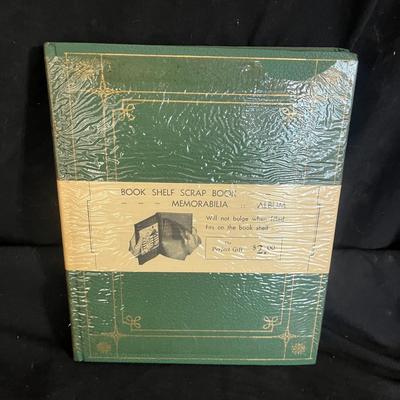 BOOK SHELF SCRAP BOOK
MEMORABILIA .. ALBUM
Will not bulge when filled
fits on the book shelf
The
Perfect Gift
$2.00